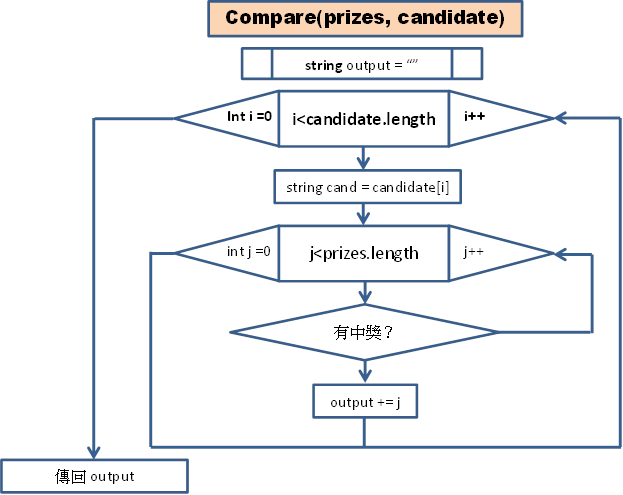 Compare(prizes, candidate)
string output = “”
Int i =0
i<candidate.length
i++
string cand = candidate[i]
int j =0
j<prizes.length
j++
有中獎？
output += j
傳回 output